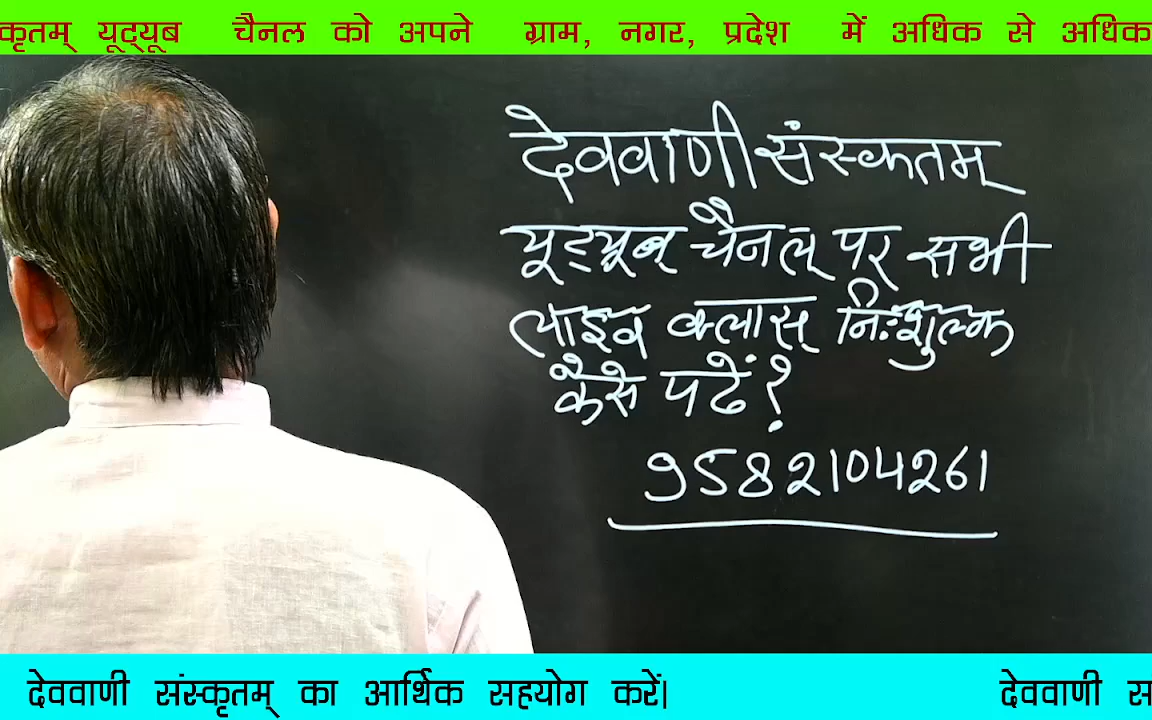 कृतम् यूट्यूब चैनल को अपने ग्राम, नगर, प्रदेश में अधिक से अधिक
देववाणी संस्कृतम्
यूट्यूब् चैनल् पर् सभी
लाइव क्लास् निःशुल्क
कैसे पढें?
9582104261
देववाणी संस्कृतम् का आर्थिक सहयोग करें। देववाणी स